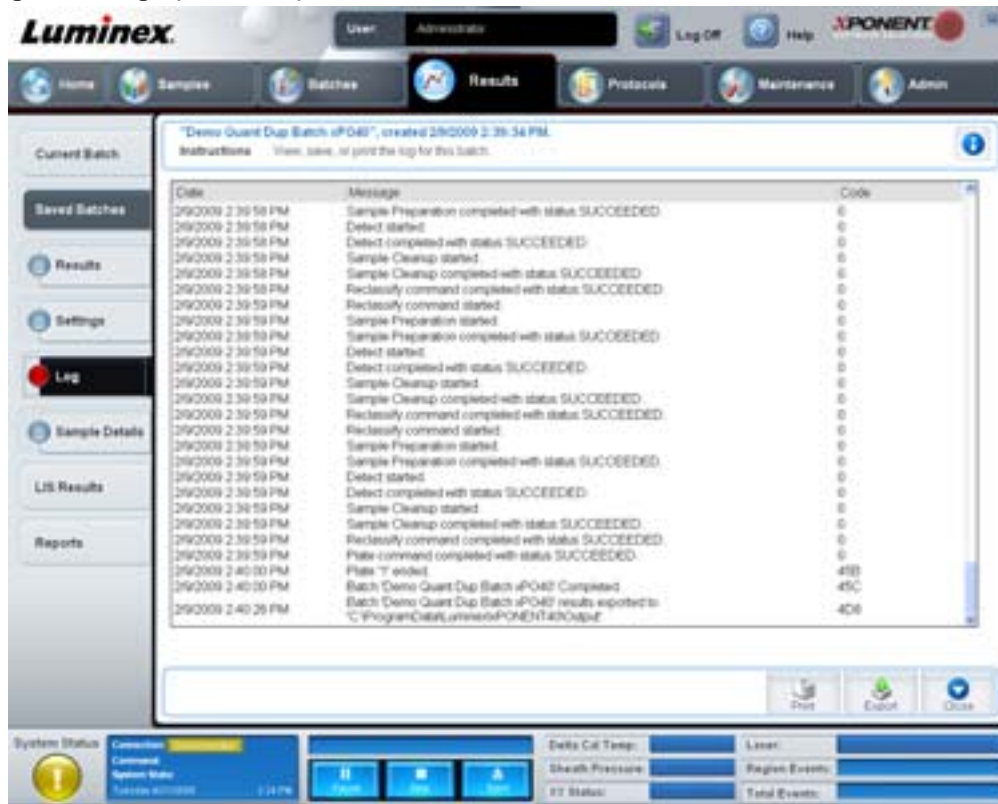 Luminex.
User Administrator
Log Off
Help
xPONENT
Home
Samples
Batches
Results
Protocols
Maintenance
Admin
Current Batch
Saved Batches
Results
Settings
Log
Sample Details
LIS Results
Reports
"Demo Quant Dup Batch xPO40", created 2/9/2009 2:39:34 PM.
Instructions View, save, or print the log for this batch.
Date Message Code
2/9/2009 2:39:58 PM Sample Preparation completed with status SUCCEEDED. 0
2/9/2009 2:39:58 PM Detect started. 0
2/9/2009 2:39:58 PM Detect completed with status SUCCEEDED. 0
2/9/2009 2:39:58 PM Sample Cleanup started. 0
2/9/2009 2:39:58 PM Sample Cleanup completed with status SUCCEEDED. 0
2/9/2009 2:39:58 PM Reclassify command completed with status SUCCEEDED. 0
2/9/2009 2:39:59 PM Reclassify command started. 0
2/9/2009 2:39:59 PM Sample Preparation started. 0
2/9/2009 2:39:59 PM Sample Preparation completed with status SUCCEEDED. 0
2/9/2009 2:39:59 PM Detect started. 0
2/9/2009 2:39:59 PM Detect completed with status SUCCEEDED. 0
2/9/2009 2:39:59 PM Sample Cleanup started. 0
2/9/2009 2:39:59 PM Sample Cleanup completed with status SUCCEEDED. 0
2/9/2009 2:39:59 PM Reclassify command completed with status SUCCEEDED. 0
2/9/2009 2:39:59 PM Reclassify command started. 0
2/9/2009 2:39:59 PM Sample Preparation started. 0
2/9/2009 2:39:59 PM Sample Preparation completed with status SUCCEEDED. 0
2/9/2009 2:39:59 PM Detect started. 0
2/9/2009 2:39:59 PM Detect completed with status SUCCEEDED. 0
2/9/2009 2:39:59 PM Sample Cleanup started. 0
2/9/2009 2:39:59 PM Sample Cleanup completed with status SUCCEEDED. 0
2/9/2009 2:39:59 PM Reclassify command completed with status SUCCEEDED. 0
2/9/2009 2:39:59 PM Plate command completed with status SUCCEEDED. 0
2/9/2009 2:40:00 PM Plate '1' ended. 45B
2/9/2009 2:40:00 PM Batch 'Demo Quant Dup Batch xPO40' Completed. 45C
2/9/2009 2:40:26 PM Batch 'Demo Quant Dup Batch xPO40' results exported to 4D8
'C:\ProgramData\Luminex\xPONENT40\Output'
Print
Export
Close
System Status
Connection:
Command:
System State:
Pause
Stop
Eject
Delta Cal Temp:
Sheath Pressure:
XY Status:
Laser:
Region Events:
Total Events: